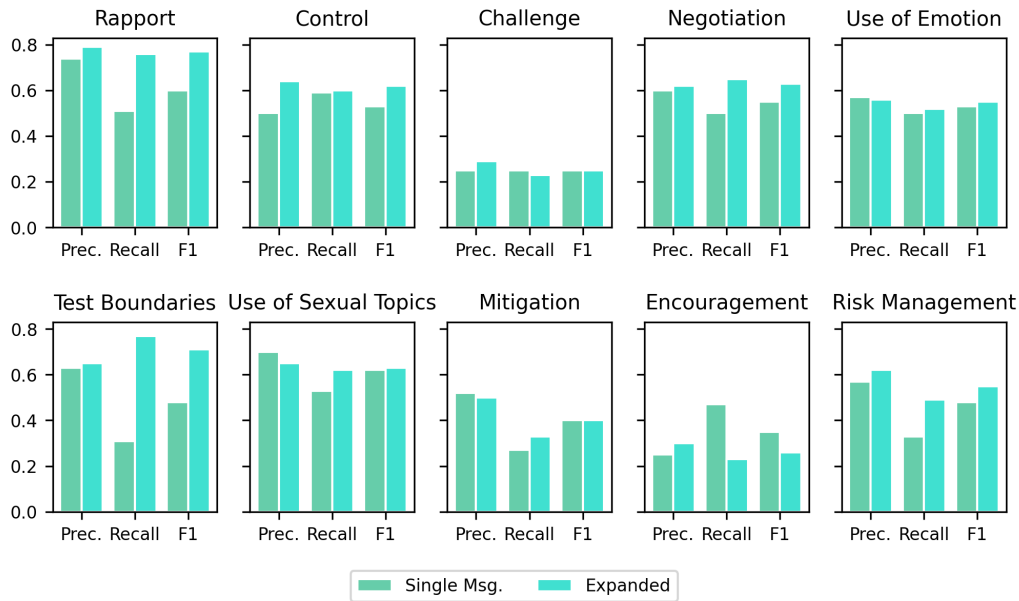 Rapport Control Challenge Negotiation Use of Emotion
0.8
0.6
0.4
0.2
0.0
Prec. Recall F1 Prec. Recall F1 Prec. Recall F1 Prec. Recall F1 Prec. Recall F1
Test Boundaries Use of Sexual Topics Mitigation Encouragement Risk Management
0.8
0.6
0.4
0.2
0.0
Prec. Recall F1 Prec. Recall F1 Prec. Recall F1 Prec. Recall F1 Prec. Recall F1
Single Msg. Expanded